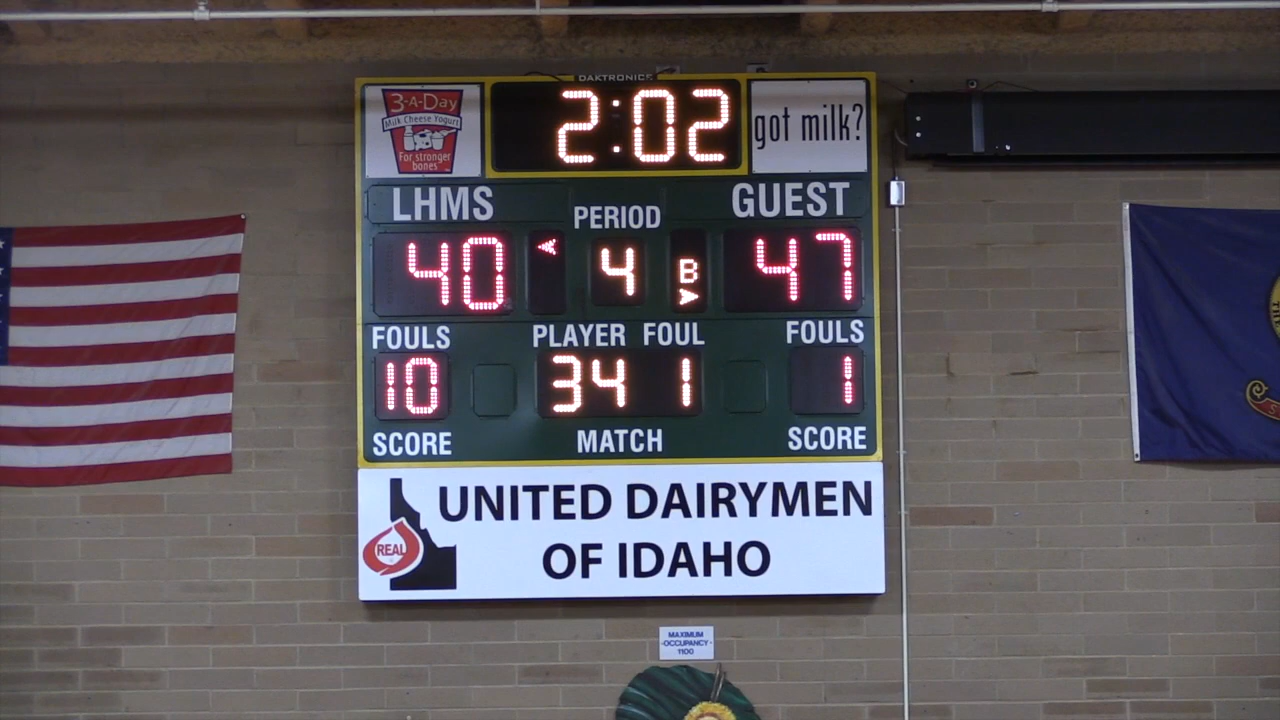 DAKTRONICS
3-A-Day
Milk Cheese Yogurt
For stronger
bones
2:02
got milk?
LHMS
PERIOD
GUEST
40
4
B
47
FOULS
PLAYER FOUL
FOULS
10
34 1
1
SCORE
MATCH
SCORE
REAL
UNITED DAIRYMEN
OF IDAHO
MAXIMUM
OCCUPANCY
1100